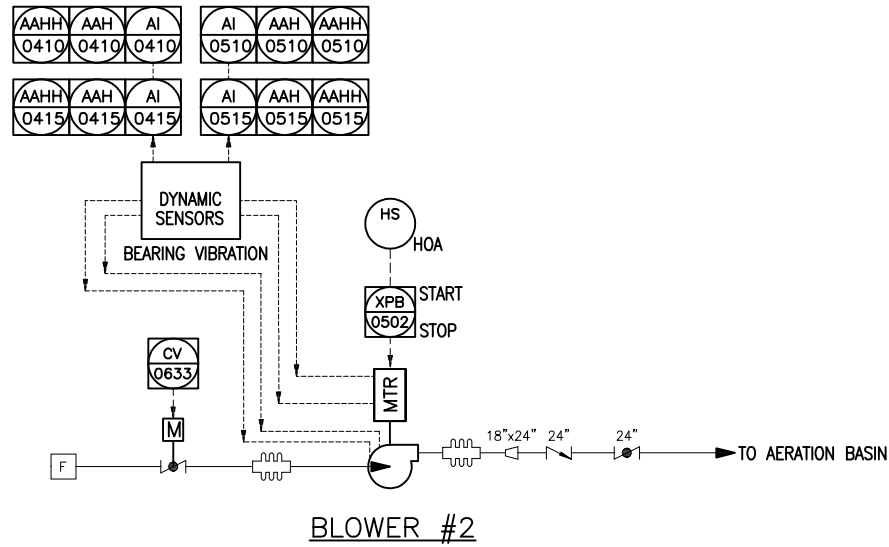 AAHH AAH AI AI AAH AAHH
0410 0410 0410 0510 0510 0510
AAHH AAH AI AI AAH AAHH
0415 0415 0415 0515 0515 0515
DYNAMIC
SENSORS
BEARING VIBRATION
HS
HOA
XPB
0502
START
STOP
CV
0633
M
MTR
F
18"x24"
24"
24"
TO AERATION BASIN
BLOWER #2